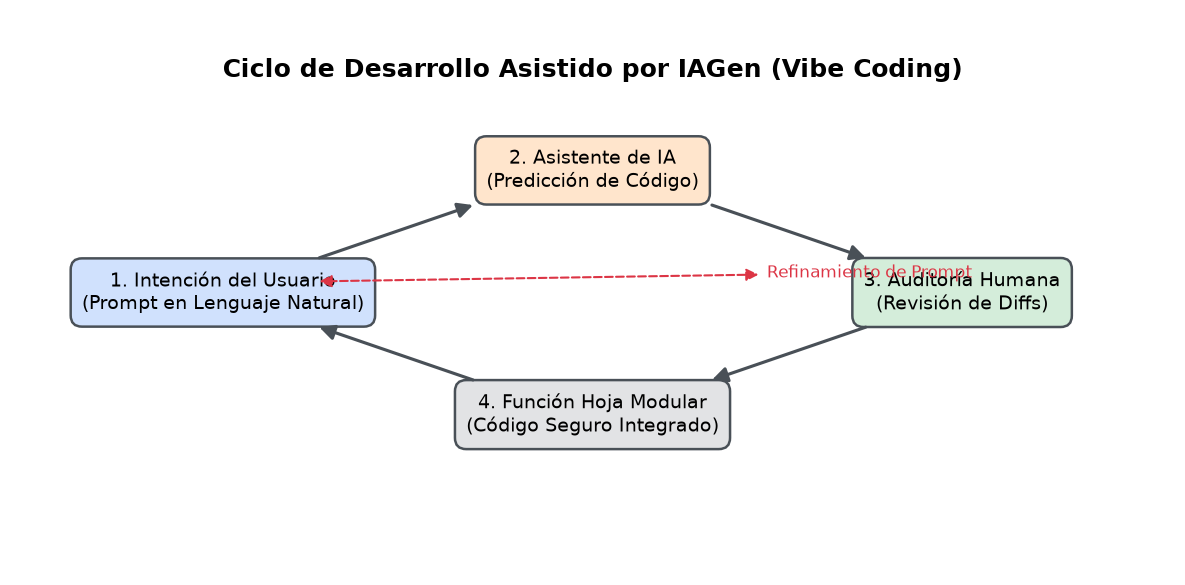 Ciclo de Desarrollo Asistido por IAGen (Vibe Coding)
2. Asistente de IA
(Predicción de Código)
1. Intención del Usuario
(Prompt en Lenguaje Natural)
Refinamiento de Prompt
3. Auditoría Humana
(Revisión de Diffs)
4. Función Hoja Modular
(Código Seguro Integrado)